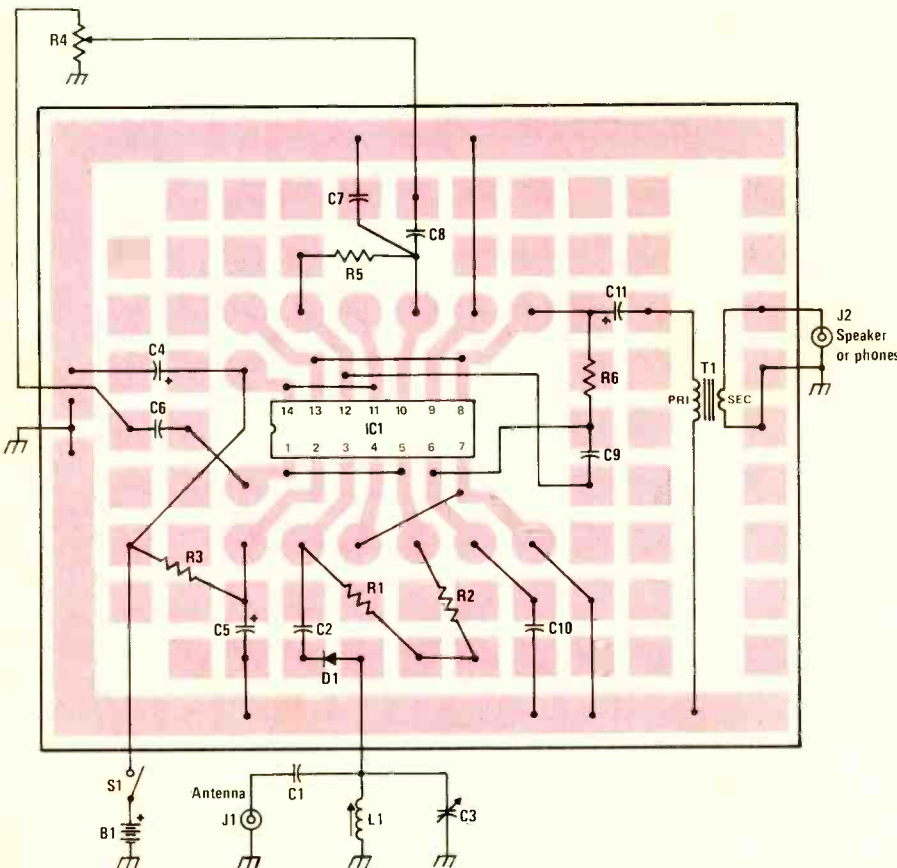 R4
C7
C8
R5
C11
J2
Speaker
or phones
T1
PRI
SEC
C4
+
+
R6
14 13 12 11 10 9 8
IC1
1 2 3 4 5 6 7
C6
C9
R3
R1
R2
+
C5
C2
C10
D1
S1
Antenna
C1
+
B1
J1
L1
C3